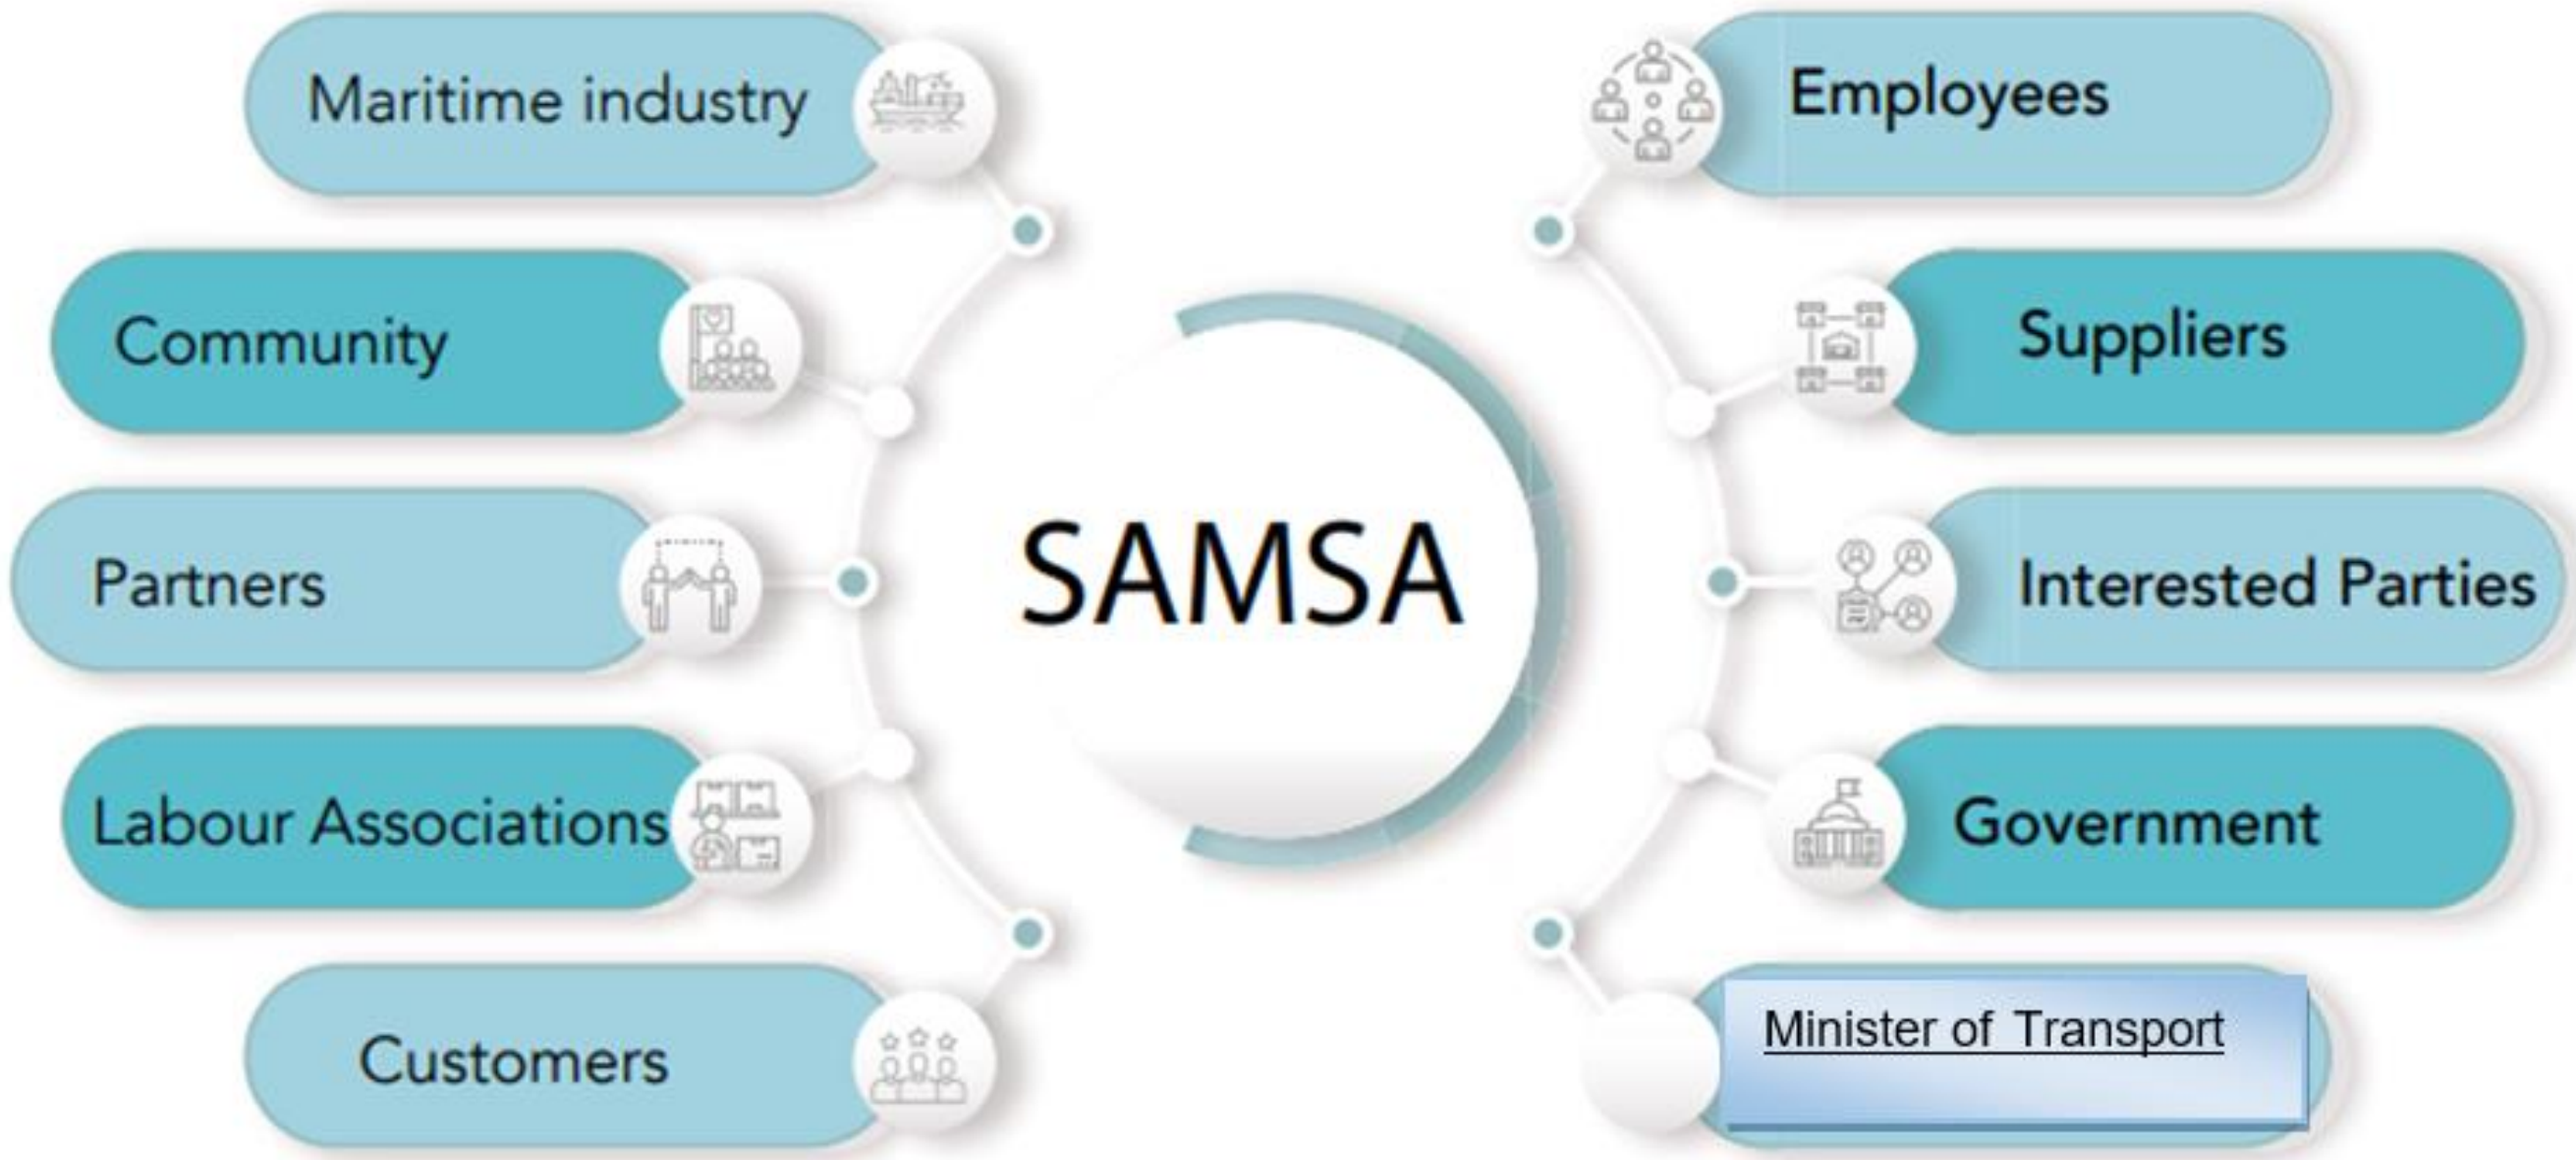 Maritime industry
Community
Partners
Labour Associations
Customers
SAMSA
Employees
Suppliers
Interested Parties
Government
Minister of Transport